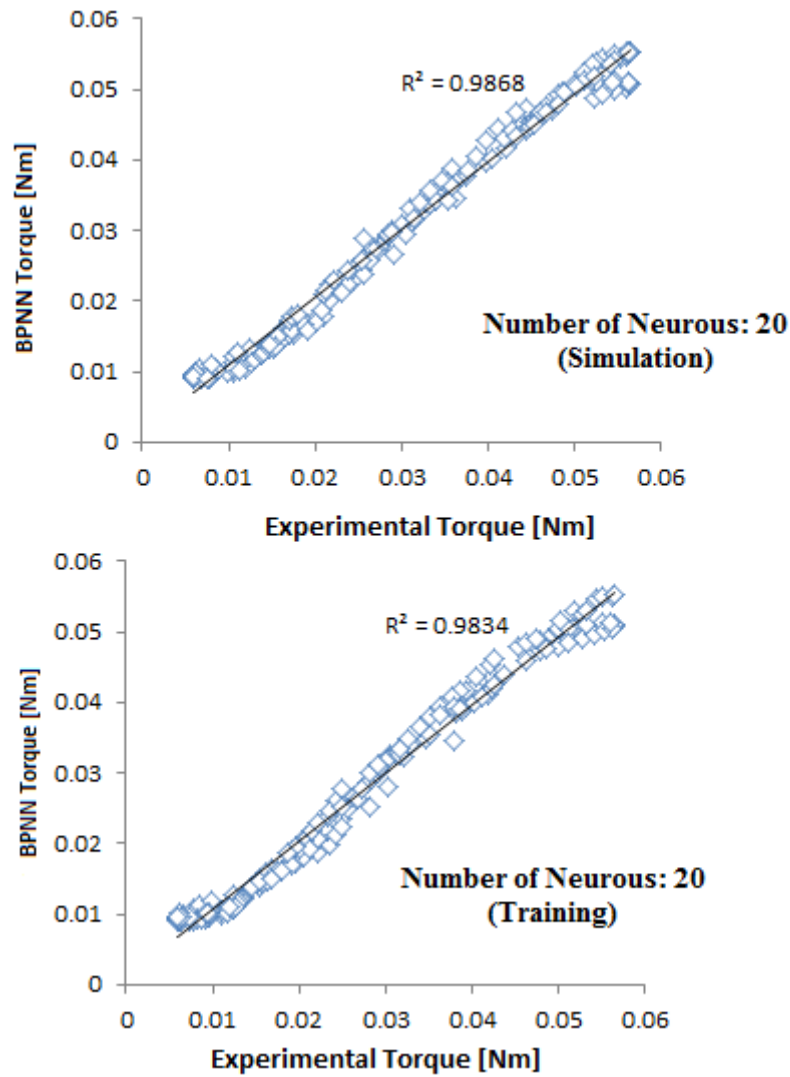 0.06
0.05
0.04
0.03
0.02
0.01
0
BPNN Torque [Nm]
R² = 0.9868
Number of Neurous: 20
(Simulation)
0 0.01 0.02 0.03 0.04 0.05 0.06
Experimental Torque [Nm]
0.06
0.05
0.04
0.03
0.02
0.01
0
BPNN Torque [Nm]
R² = 0.9834
Number of Neurous: 20
(Training)
0 0.01 0.02 0.03 0.04 0.05 0.06
Experimental Torque [Nm]